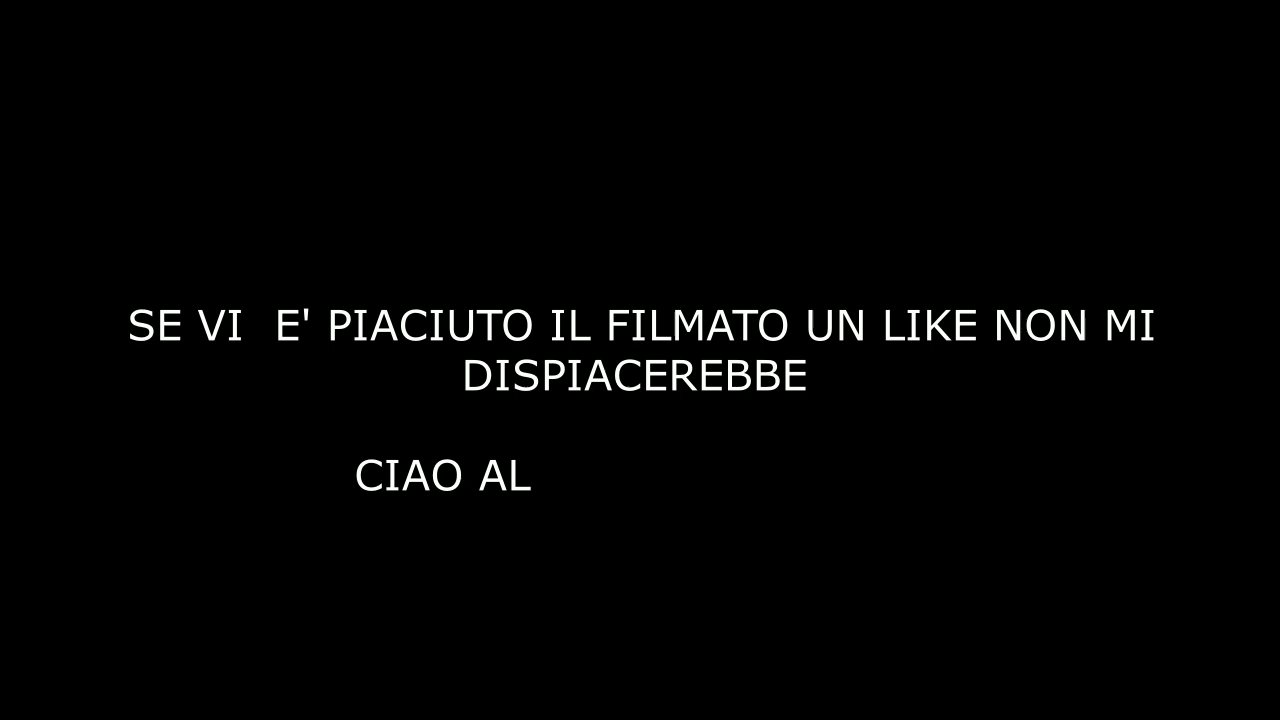 SE VI  E' PIACIUTO IL FILMATO UN LIKE NON MI
DISPIACEREBBE
CIAO AL